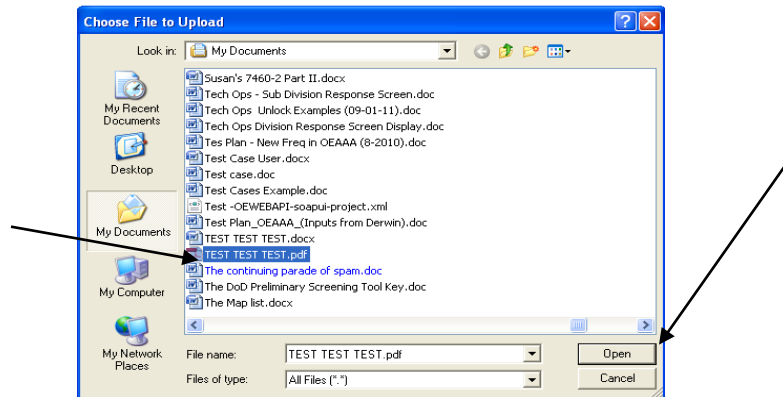 Choose File to Upload
Look in: My Documents
My Recent
Documents
Desktop
My Documents
My Computer
My Network
Places
Susan's 7460-2 Part II.docx
Tech Ops - Sub Division Response Screen.doc
Tech Ops  Unlock Examples (09-01-11).doc
Tech Ops Division Response Screen Display.doc
Tes Plan - New Freq in OEAAA (8-2010).doc
Test Case User.docx
Test case.doc
Test Cases Example.doc
Test -OEWEBAPI-soapui-project.xml
Test Plan_OEAAA_(Inputs from Derwin).doc
TEST TEST TEST.docx
TEST TEST TEST.pdf
The continuing parade of spam.doc
The DoD Preliminary Screening Tool Key.doc
The Map list.docx
File name: TEST TEST TEST.pdf Open
Files of type: All Files (*.*) Cancel